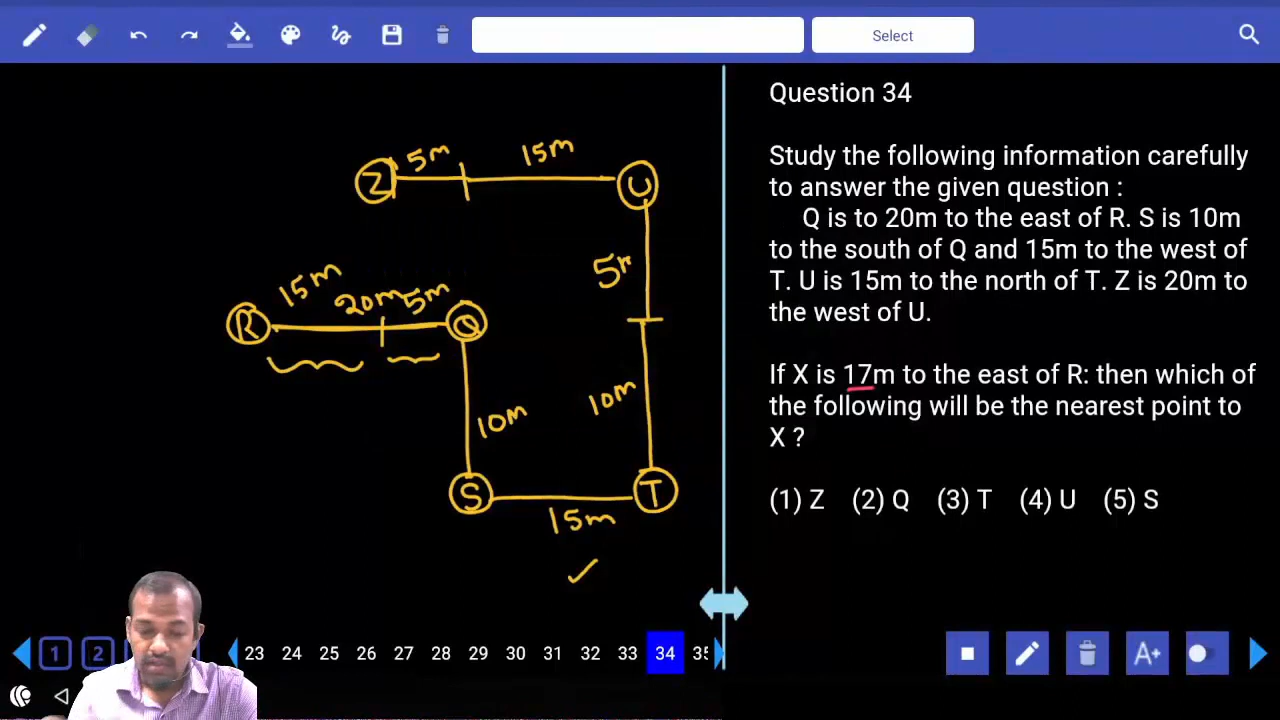 Select
Question 34
Study the following information carefully
to answer the given question :
Q is to 20m to the east of R. S is 10m
to the south of Q and 15m to the west of
T. U is 15m to the north of T. Z is 20m to
the west of U.
If X is 17m to the east of R: then which of
the following will be the nearest point to
X ?
(1) Z (2) Q (3) T (4) U (5) S
Z 5m 15m U
5m
R 15m 20m 5m Q
10m 10m
S 15m T
1 2 23 24 25 26 27 28 29 30 31 32 33 34 35
A+